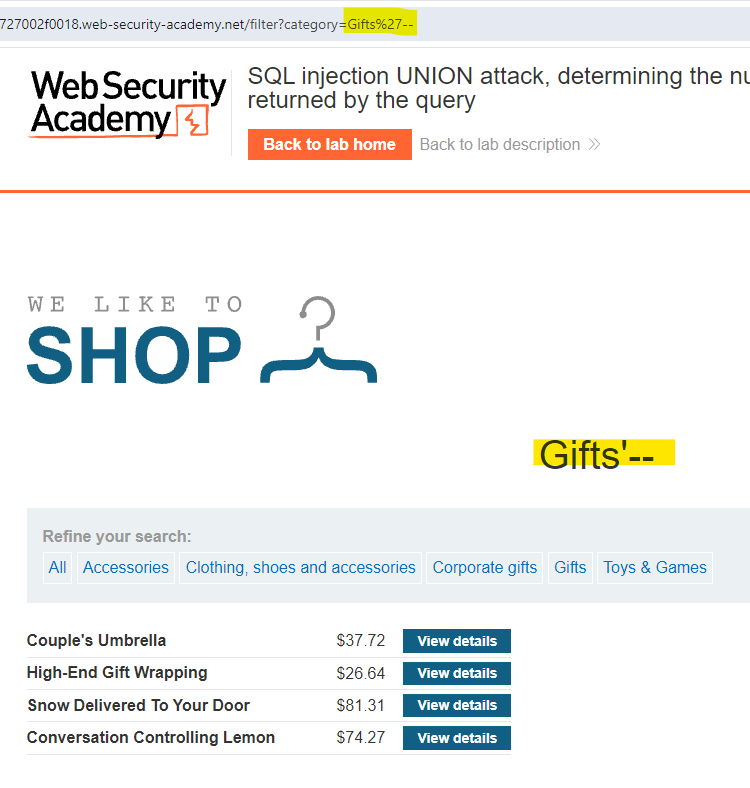 727002f0018.web-security-academy.net/filter?category=Gifts%27--
Web Security
Academy
SQL injection UNION attack, determining the nu
returned by the query
Back to lab home Back to lab description
WE LIKE TO
SHOP
Gifts'--
Refine your search:
All Accessories Clothing, shoes and accessories Corporate gifts Gifts Toys & Games
Couple's Umbrella $37.72 View details
High-End Gift Wrapping $26.64 View details
Snow Delivered To Your Door $81.31 View details
Conversation Controlling Lemon $74.27 View details